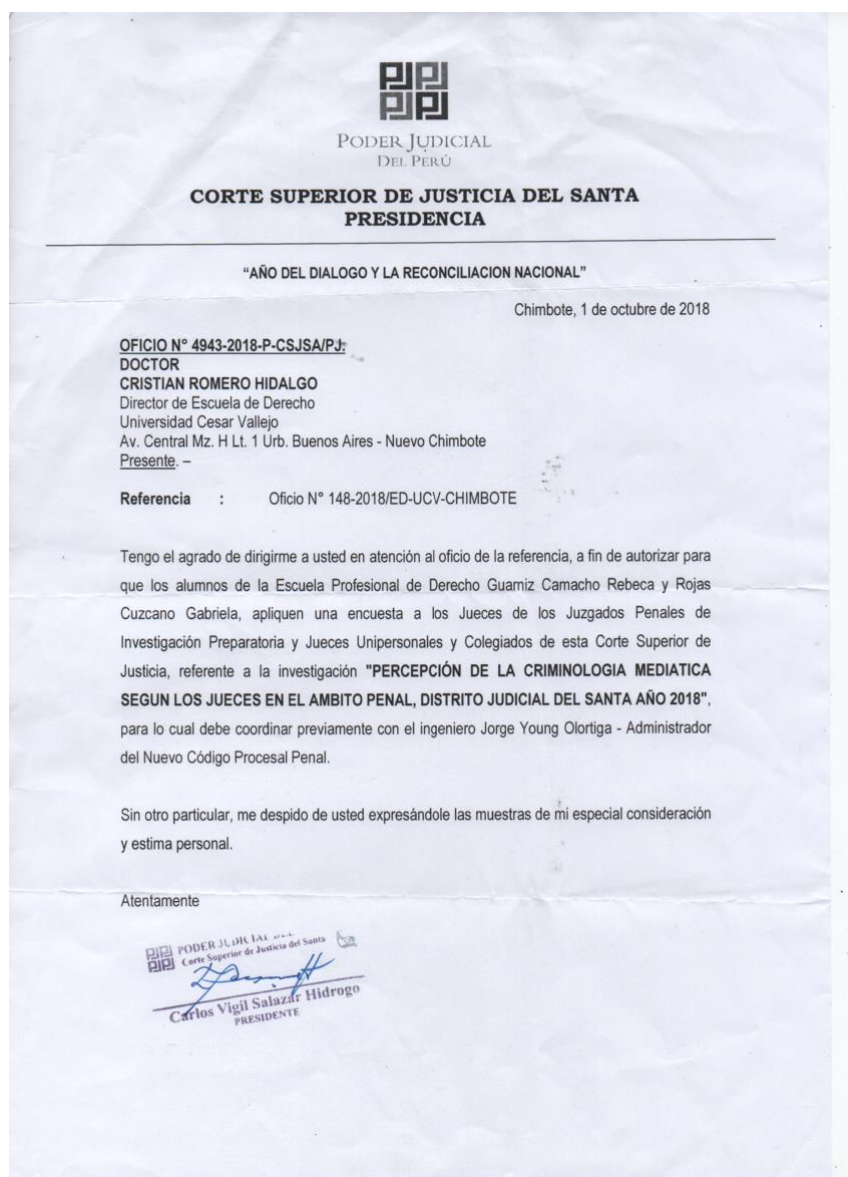 PODER JUDICIAL
DEL PERÚ
CORTE SUPERIOR DE JUSTICIA DEL SANTA
PRESIDENCIA
“AÑO DEL DIALOGO Y LA RECONCILIACION NACIONAL”
Chimbote, 1 de octubre de 2018
OFICIO N° 4943-2018-P-CSJSA/PJ:
DOCTOR
CRISTIAN ROMERO HIDALGO
Director de Escuela de Derecho
Universidad Cesar Vallejo
Av. Central Mz. H Lt. 1 Urb. Buenos Aires - Nuevo Chimbote
Presente. –
Referencia : Oficio N° 148-2018/ED-UCV-CHIMBOTE
Tengo el agrado de dirigirme a usted en atención al oficio de la referencia, a fin de autorizar para
que los alumnos de la Escuela Profesional de Derecho Guarniz Camacho Rebeca y Rojas
Cuzcano Gabriela, apliquen una encuesta a los Jueces de los Juzgados Penales de
Investigación Preparatoria y Jueces Unipersonales y Colegiados de esta Corte Superior de
Justicia, referente a la investigación "PERCEPCIÓN DE LA CRIMINOLOGIA MEDIATICA
SEGUN LOS JUECES EN EL AMBITO PENAL, DISTRITO JUDICIAL DEL SANTA AÑO 2018",
para lo cual debe coordinar previamente con el ingeniero Jorge Young Olortiga - Administrador
del Nuevo Código Procesal Penal.
Sin otro particular, me despido de usted expresándole las muestras de mi especial consideración
y estima personal.
Atentamente
PODER JUDICIAL
Corte Superior de Justicia del Santa
Carlos Vigil Salazar Hidrogo
PRESIDENTE